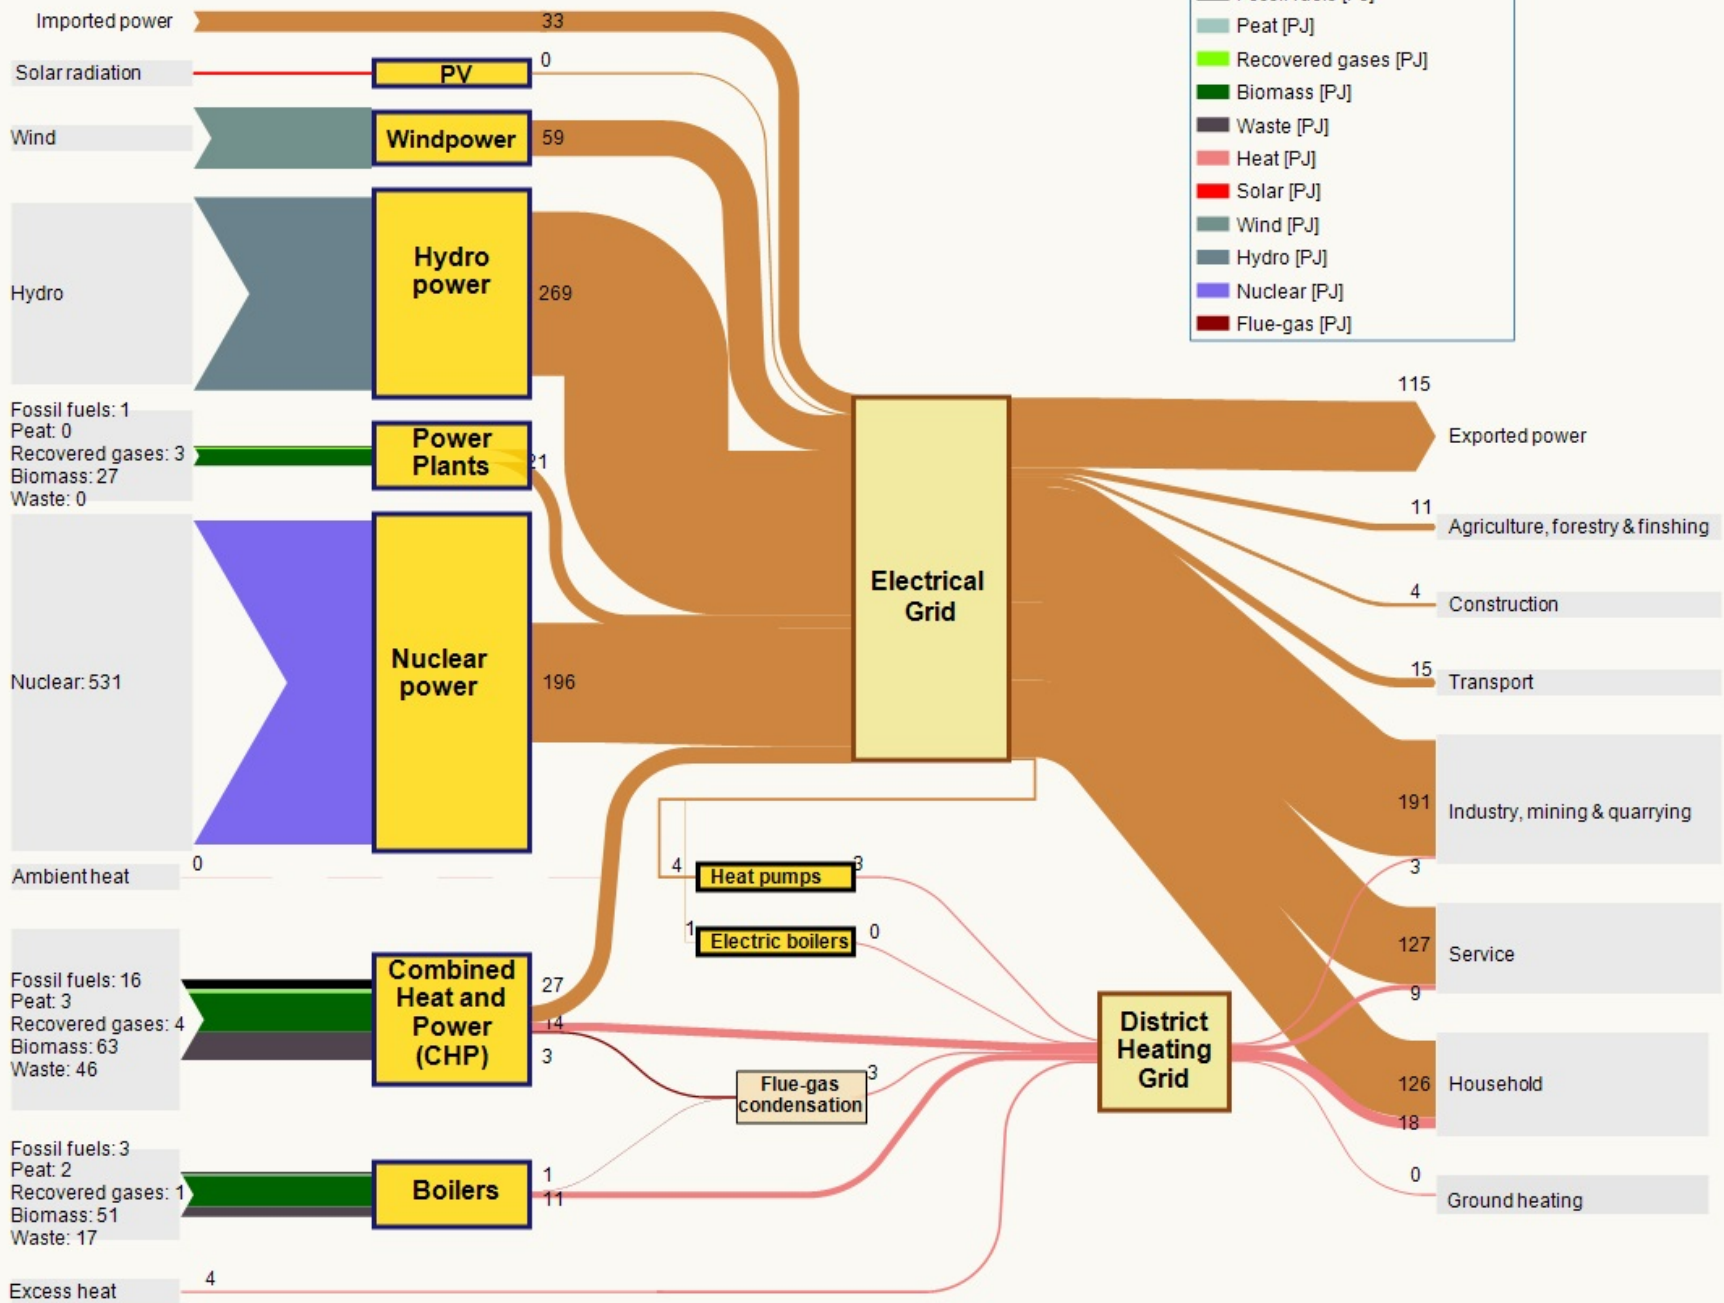 Imported power
33
Solar radiation
PV
0
Wind
Windpower
59
Hydro
Hydro
power
269
Fossil fuels: 1
Peat: 0
Recovered gases: 3
Biomass: 27
Waste: 0
Power
Plants
21
Nuclear: 531
Nuclear
power
196
Ambient heat
0
Fossil fuels: 16
Peat: 3
Recovered gases: 4
Biomass: 63
Waste: 46
Combined
Heat and
Power
(CHP)
27
14
3
Fossil fuels: 3
Peat: 2
Recovered gases: 1
Biomass: 51
Waste: 17
Boilers
1
11
Excess heat
4
4
Heat pumps
3
1
Electric boilers
0
Flue-gas
condensation
3
Electrical
Grid
District
Heating
Grid
Peat [PJ]
Recovered gases [PJ]
Biomass [PJ]
Waste [PJ]
Heat [PJ]
Solar [PJ]
Wind [PJ]
Hydro [PJ]
Nuclear [PJ]
Flue-gas [PJ]
115
Exported power
11
Agriculture, forestry & finshing
4
Construction
15
Transport
191
Industry, mining & quarrying
3
127
Service
9
126
Household
18
0
Ground heating